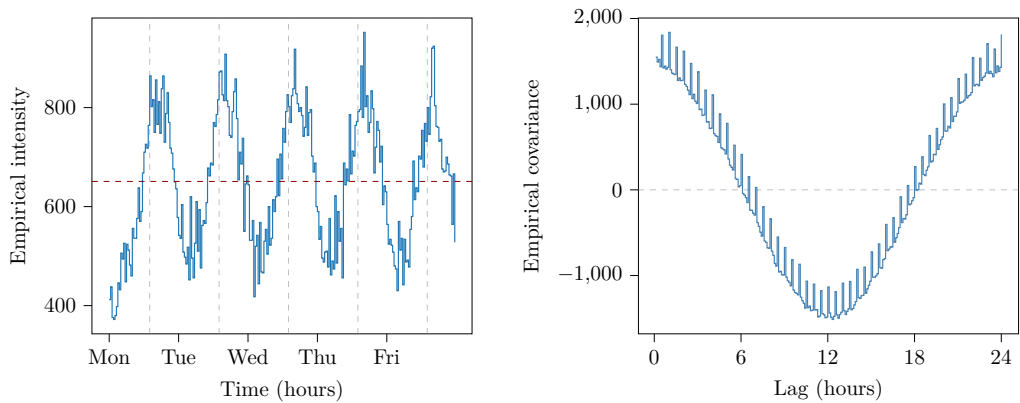 Empirical intensity
800
600
400
Mon Tue Wed Thu Fri
Time (hours)
Empirical covariance
2,000
1,000
0
−1,000
0 6 12 18 24
Lag (hours)